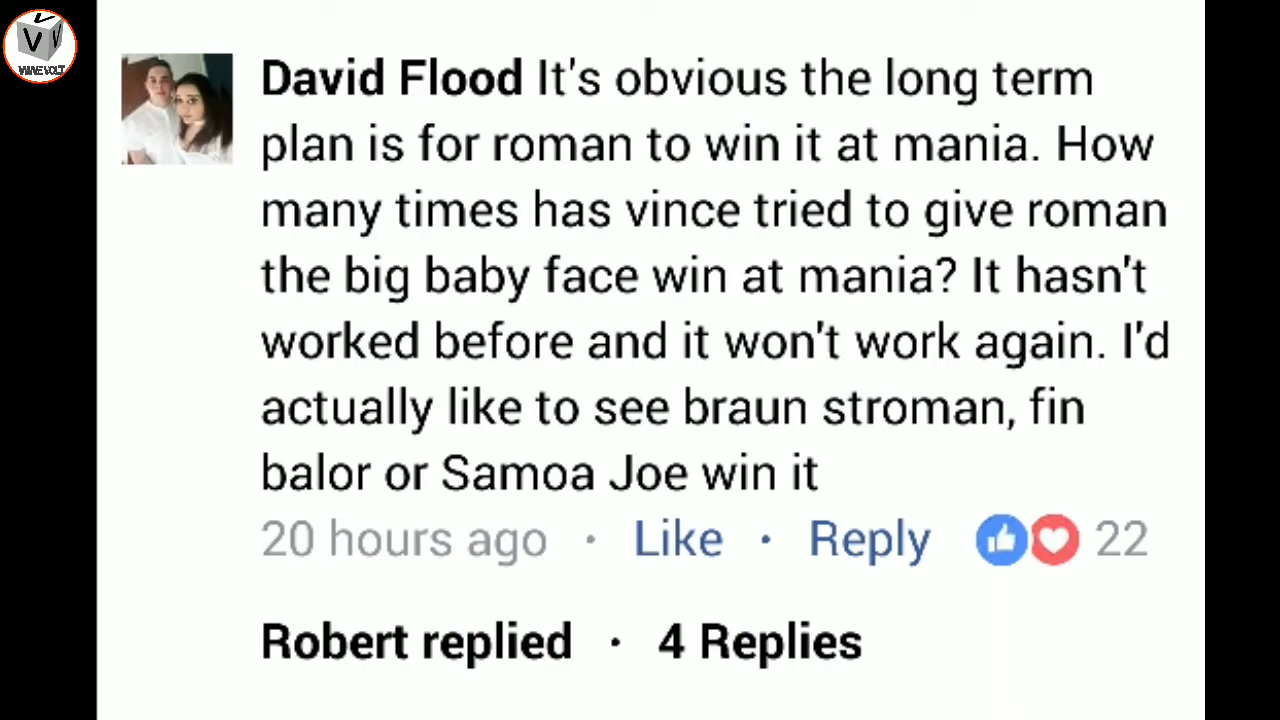 V V V
VINE VOLT
David Flood It's obvious the long term
plan is for roman to win it at mania. How
many times has vince tried to give roman
the big baby face win at mania? It hasn't
worked before and it won't work again. I'd
actually like to see braun stroman, fin
balor or Samoa Joe win it
20 hours ago · Like · Reply 22
Robert replied · 4 Replies